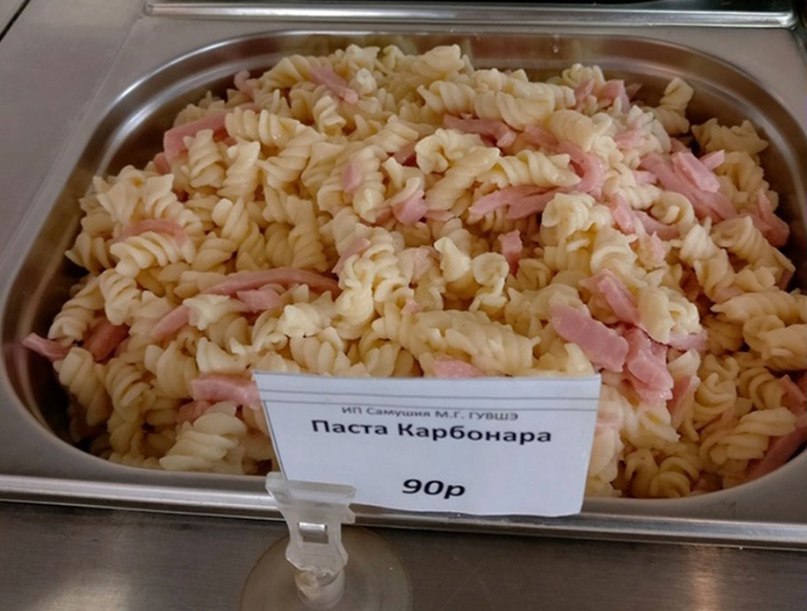 ИП Самушия М.Г. ГУВШЭ
Паста Карбонара
90р